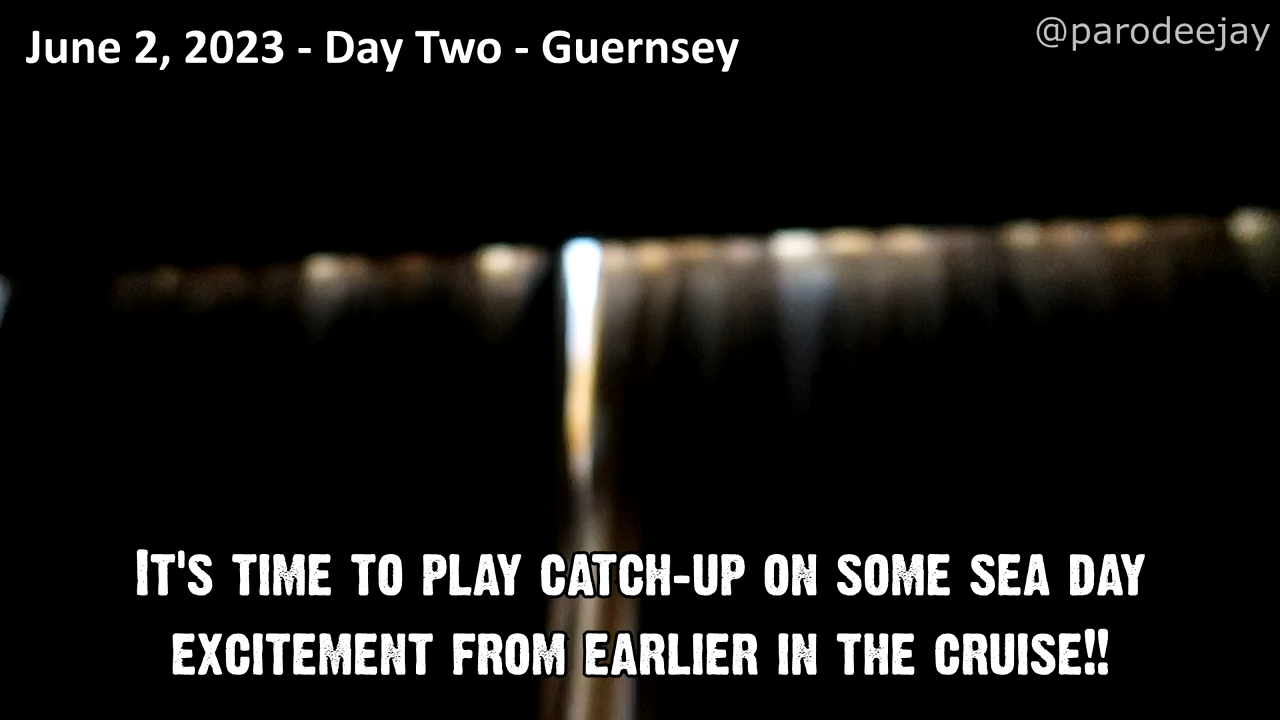 June 2, 2023 - Day Two - Guernsey
@parodeejay
It's time to play catch-up on some sea day
excitement from earlier in the cruise!!